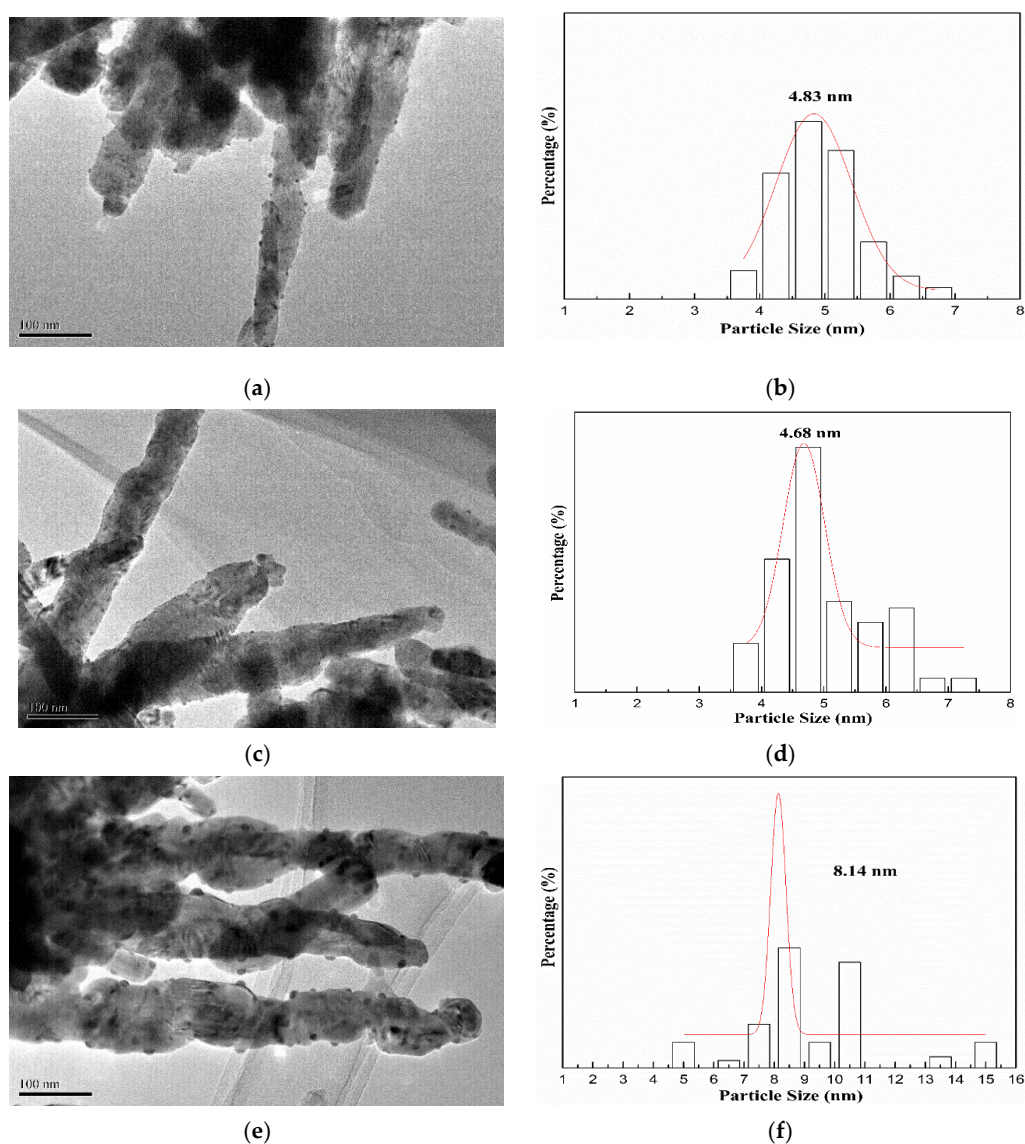 100 nm
(a)
Percentage (%)
4.83 nm
1 2 3 4 5 6 7 8
Particle Size (nm)
(b)
100 nm
(c)
Percentage (%)
4.68 nm
1 2 3 4 5 6 7 8
Particle Size (nm)
(d)
100 nm
(e)
Percentage (%)
8.14 nm
1 2 3 4 5 6 7 8 9 10 11 12 13 14 15 16
Particle Size (nm)
(f)